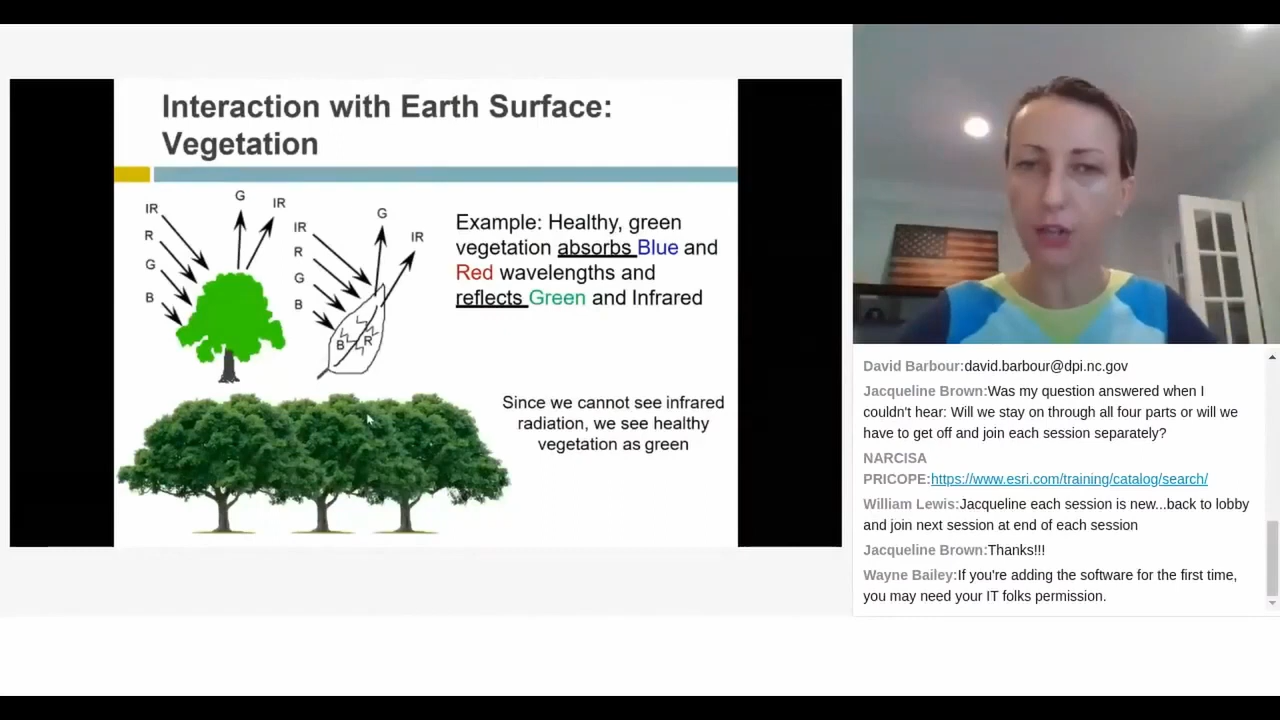 Interaction with Earth Surface:
Vegetation
G
IR
IR
R
G
B
G
IR
IR
R
G
B
B
R
Example: Healthy, green
vegetation absorbs Blue and
Red wavelengths and
reflects Green and Infrared
Since we cannot see infrared
radiation, we see healthy
vegetation as green
David Barbour:david.barbour@dpi.nc.gov
Jacqueline Brown:Was my question answered when I
couldn't hear: Will we stay on through all four parts or will we
have to get off and join each session separately?
NARCISA
PRICOPE:https://www.esri.com/training/catalog/search/
William Lewis:Jacqueline each session is new...back to lobby
and join next session at end of each session
Jacqueline Brown:Thanks!!!
Wayne Bailey:If you're adding the software for the first time,
you may need your IT folks permission.